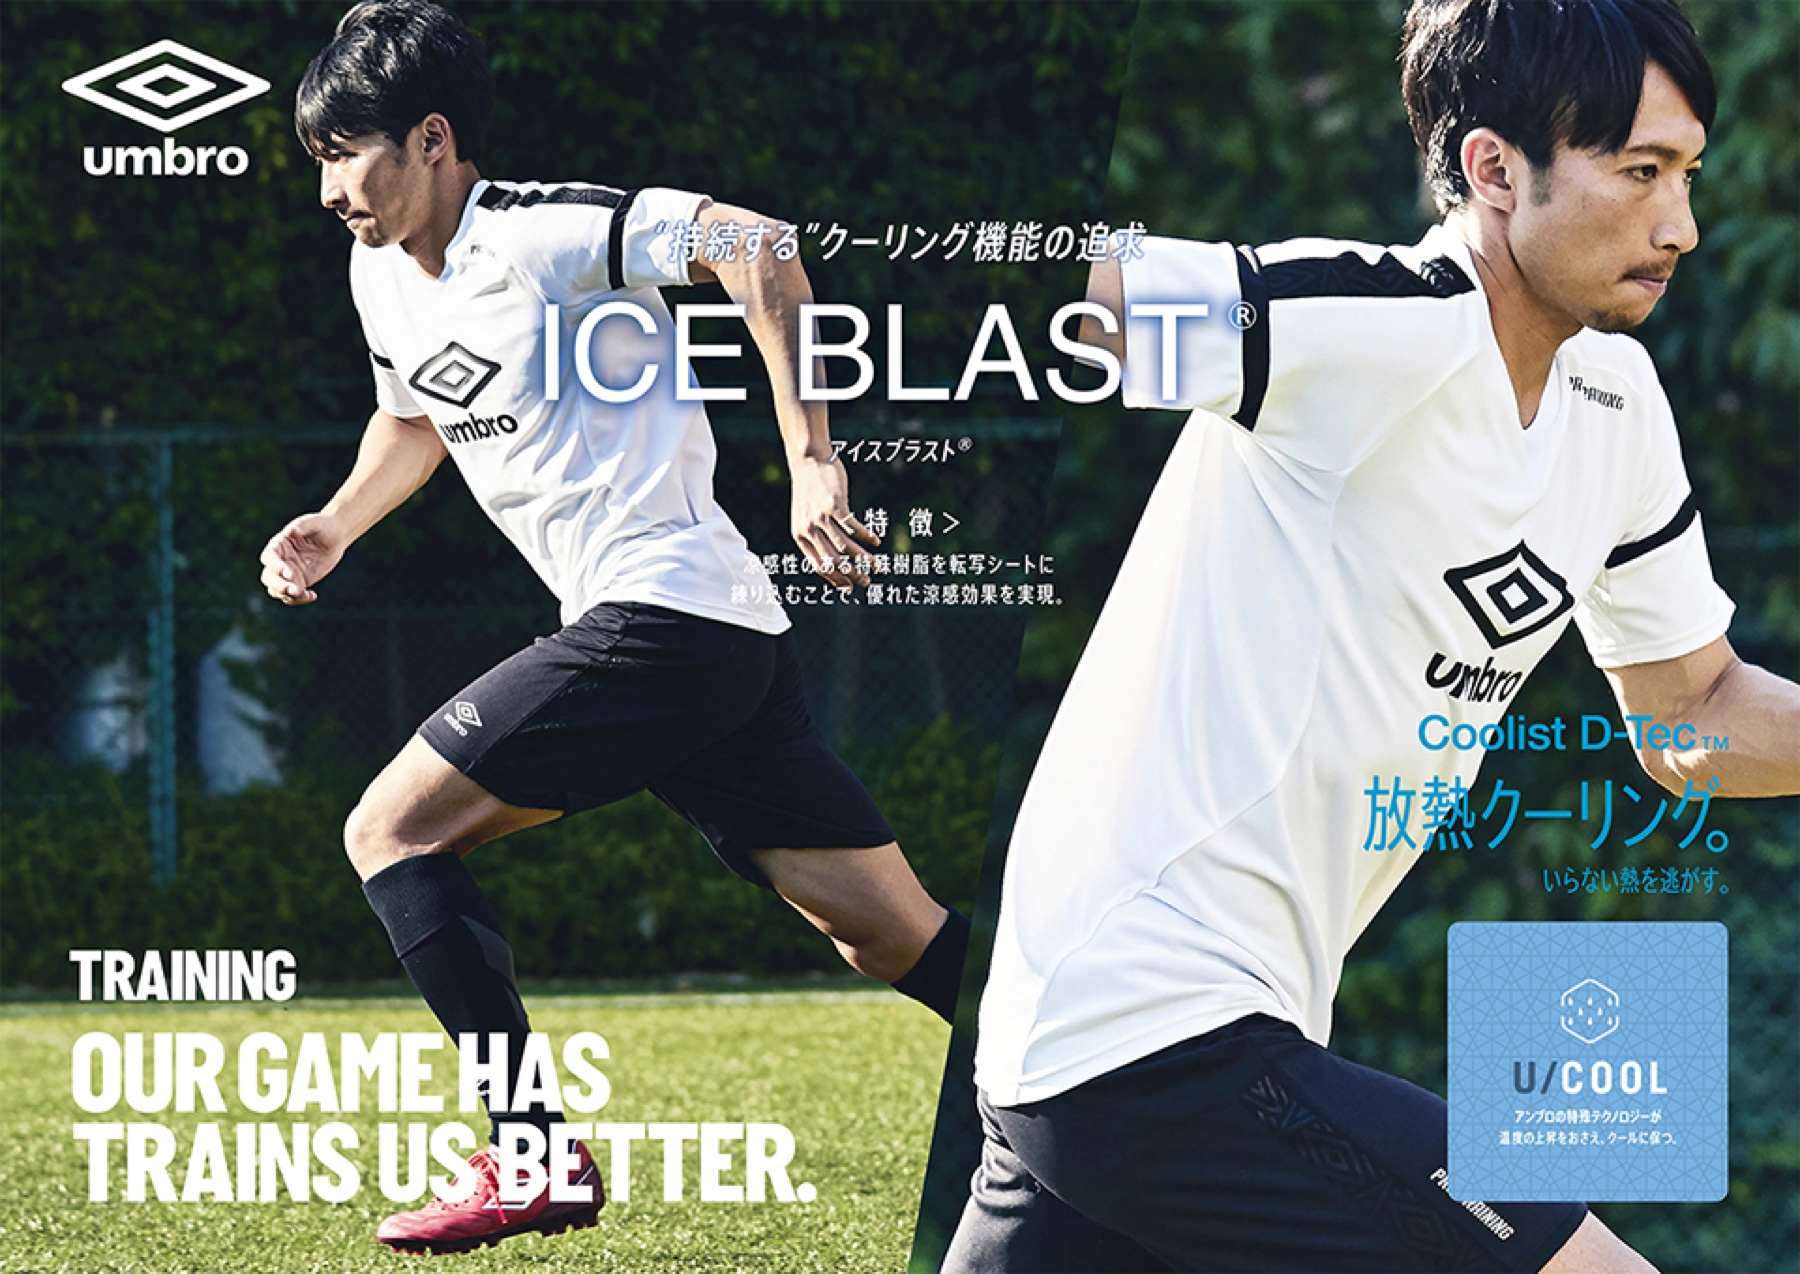 umbro
"持続する"クーリング機能の追求
ICE BLAST®
アイスブラスト®
<特 徴>
涼感性のある特殊樹脂を転写シートに
練り込むことで、優れた涼感効果を実現。
umbro
umbro
PRO TRAINING
umbro
Coolist D-Tec™
放熱クーリング。
いらない熱を逃がす。
U/COOL
アンブロの特殊テクノロジーが
温度の上昇をおさえ、クールに保つ。
PRO TRAINING
TRAINING
OUR GAME HAS
TRAINS US BETTER.